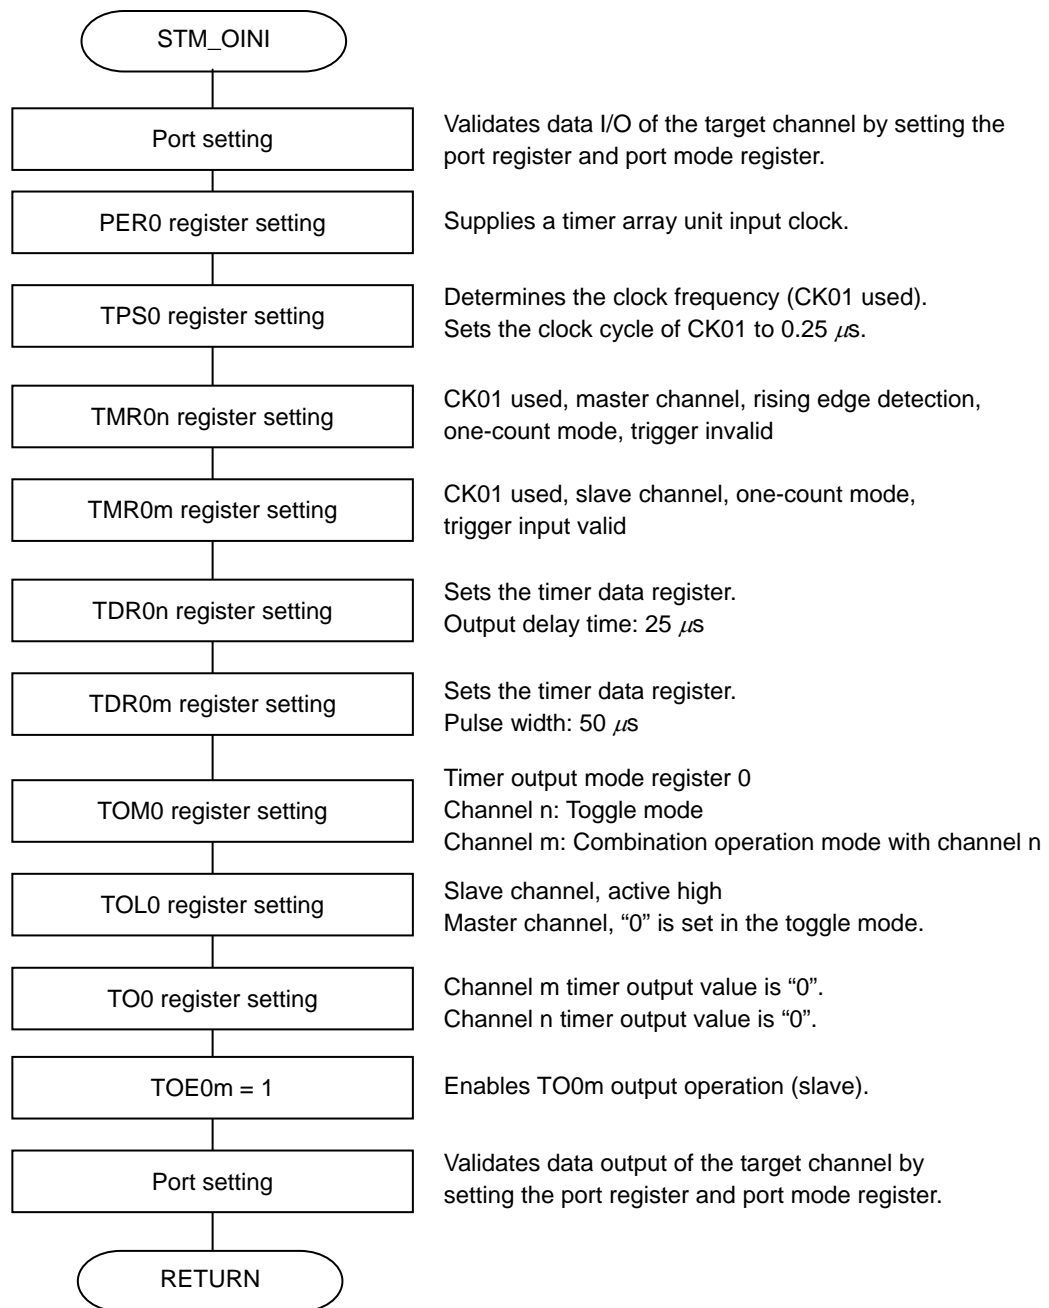 STM_OINI
Port setting
Validates data I/O of the target channel by setting the
port register and port mode register.
PER0 register setting
Supplies a timer array unit input clock.
TPS0 register setting
Determines the clock frequency (CK01 used).
Sets the clock cycle of CK01 to 0.25 μs.
TMR0n register setting
CK01 used, master channel, rising edge detection,
one-count mode, trigger invalid
TMR0m register setting
CK01 used, slave channel, one-count mode,
trigger input valid
TDR0n register setting
Sets the timer data register.
Output delay time: 25 μs
TDR0m register setting
Sets the timer data register.
Pulse width: 50 μs
TOM0 register setting
Timer output mode register 0
Channel n: Toggle mode
Channel m: Combination operation mode with channel n
TOL0 register setting
Slave channel, active high
Master channel, “0” is set in the toggle mode.
TO0 register setting
Channel m timer output value is “0”.
Channel n timer output value is “0”.
TOE0m = 1
Enables TO0m output operation (slave).
Port setting
Validates data output of the target channel by
setting the port register and port mode register.
RETURN